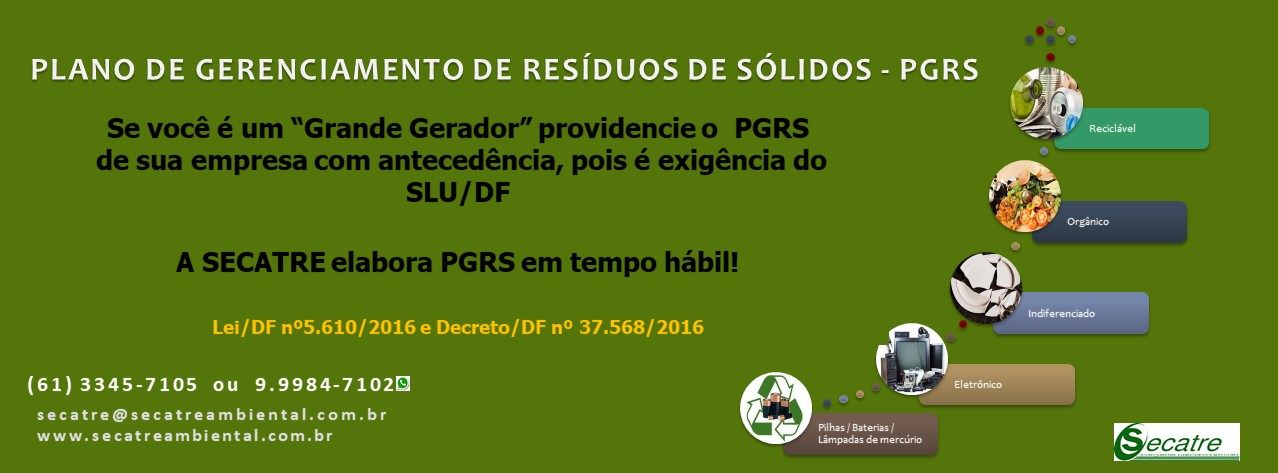 PLANO DE GERENCIAMENTO DE RESÍDUOS DE SÓLIDOS - PGRS
Se você é um “Grande Gerador” providencie o PGRS
de sua empresa com antecedência, pois é exigência do
SLU/DF
A SECATRE elabora PGRS em tempo hábil!
Lei/DF nº5.610/2016 e Decreto/DF nº 37.568/2016
(61) 3345-7105 ou 9.9984-7102
secatre@secatreambiental.com.br
www.secatreambiental.com.br
Reciclável
Orgânico
Indiferenciado
Eletrônico
Pilhas / Baterias /
Lâmpadas de mercúrio
Secatre